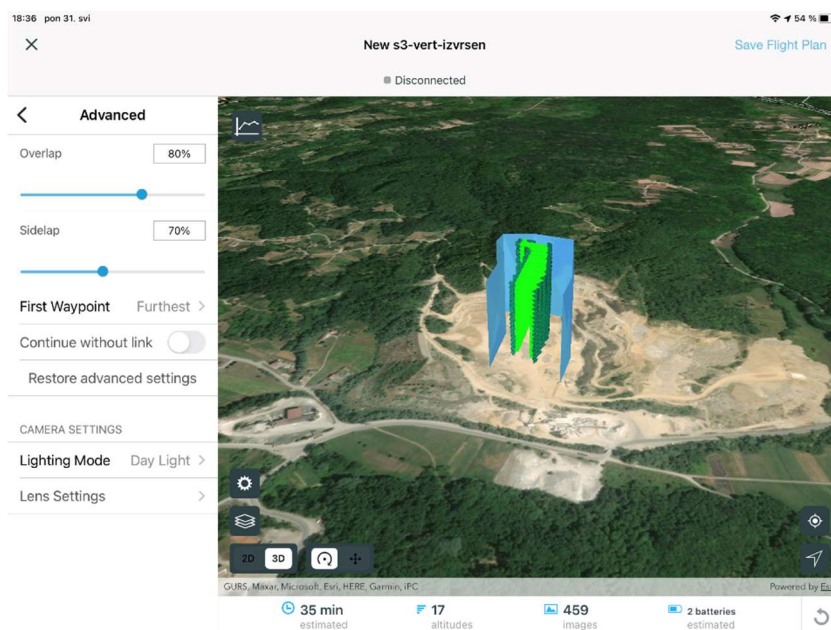 18:36 pon 31. svi
54 %
New s3-vert-izvrsen
Save Flight Plan
Disconnected
Advanced
Overlap 80%
Sidelap 70%
First Waypoint Furthest
Continue without link
Restore advanced settings
CAMERA SETTINGS
Lighting Mode Day Light
Lens Settings
2D 3D
GURS, Maxar, Microsoft, Esri, HERE, Garmin, iPC
Powered by Es
35 min
estimated
17
altitudes
459
images
2 batteries
estimated